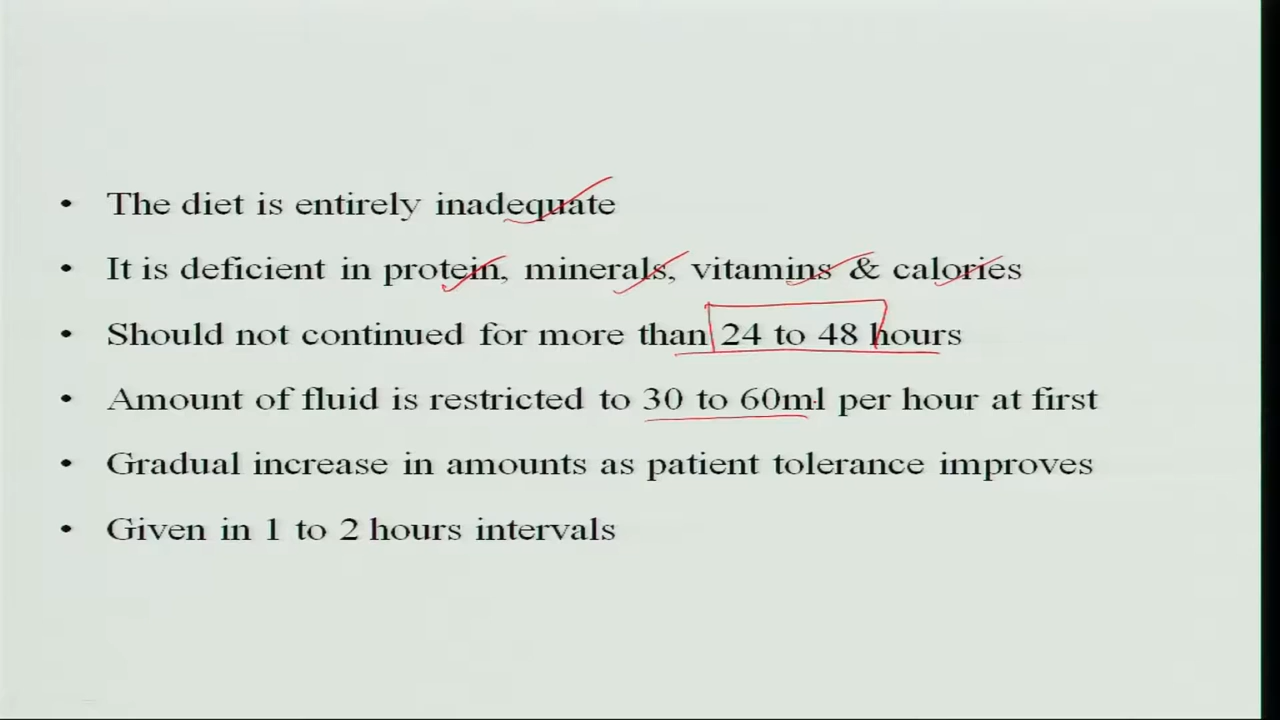 • The diet is entirely inadequate
• It is deficient in protein, minerals, vitamins & calories
• Should not continued for more than 24 to 48 hours
• Amount of fluid is restricted to 30 to 60ml per hour at first
• Gradual increase in amounts as patient tolerance improves
• Given in 1 to 2 hours intervals